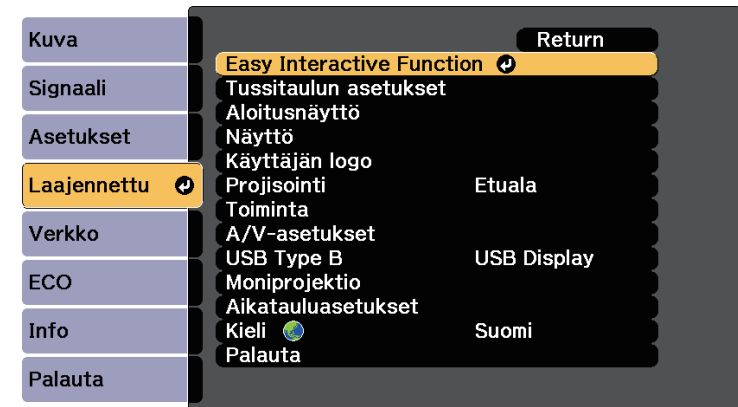 Kuva
Signaali
Asetukset
Laajennettu
Verkko
ECO
Info
Palauta
Return
Easy Interactive Function
Tussitaulun asetukset
Aloitusnäyttö
Näyttö
Käyttäjän logo
Projisointi Etuala
Toiminta
A/V-asetukset
USB Type B USB Display
Moniprojektio
Aikatauluasetukset
Kieli Suomi
Palauta